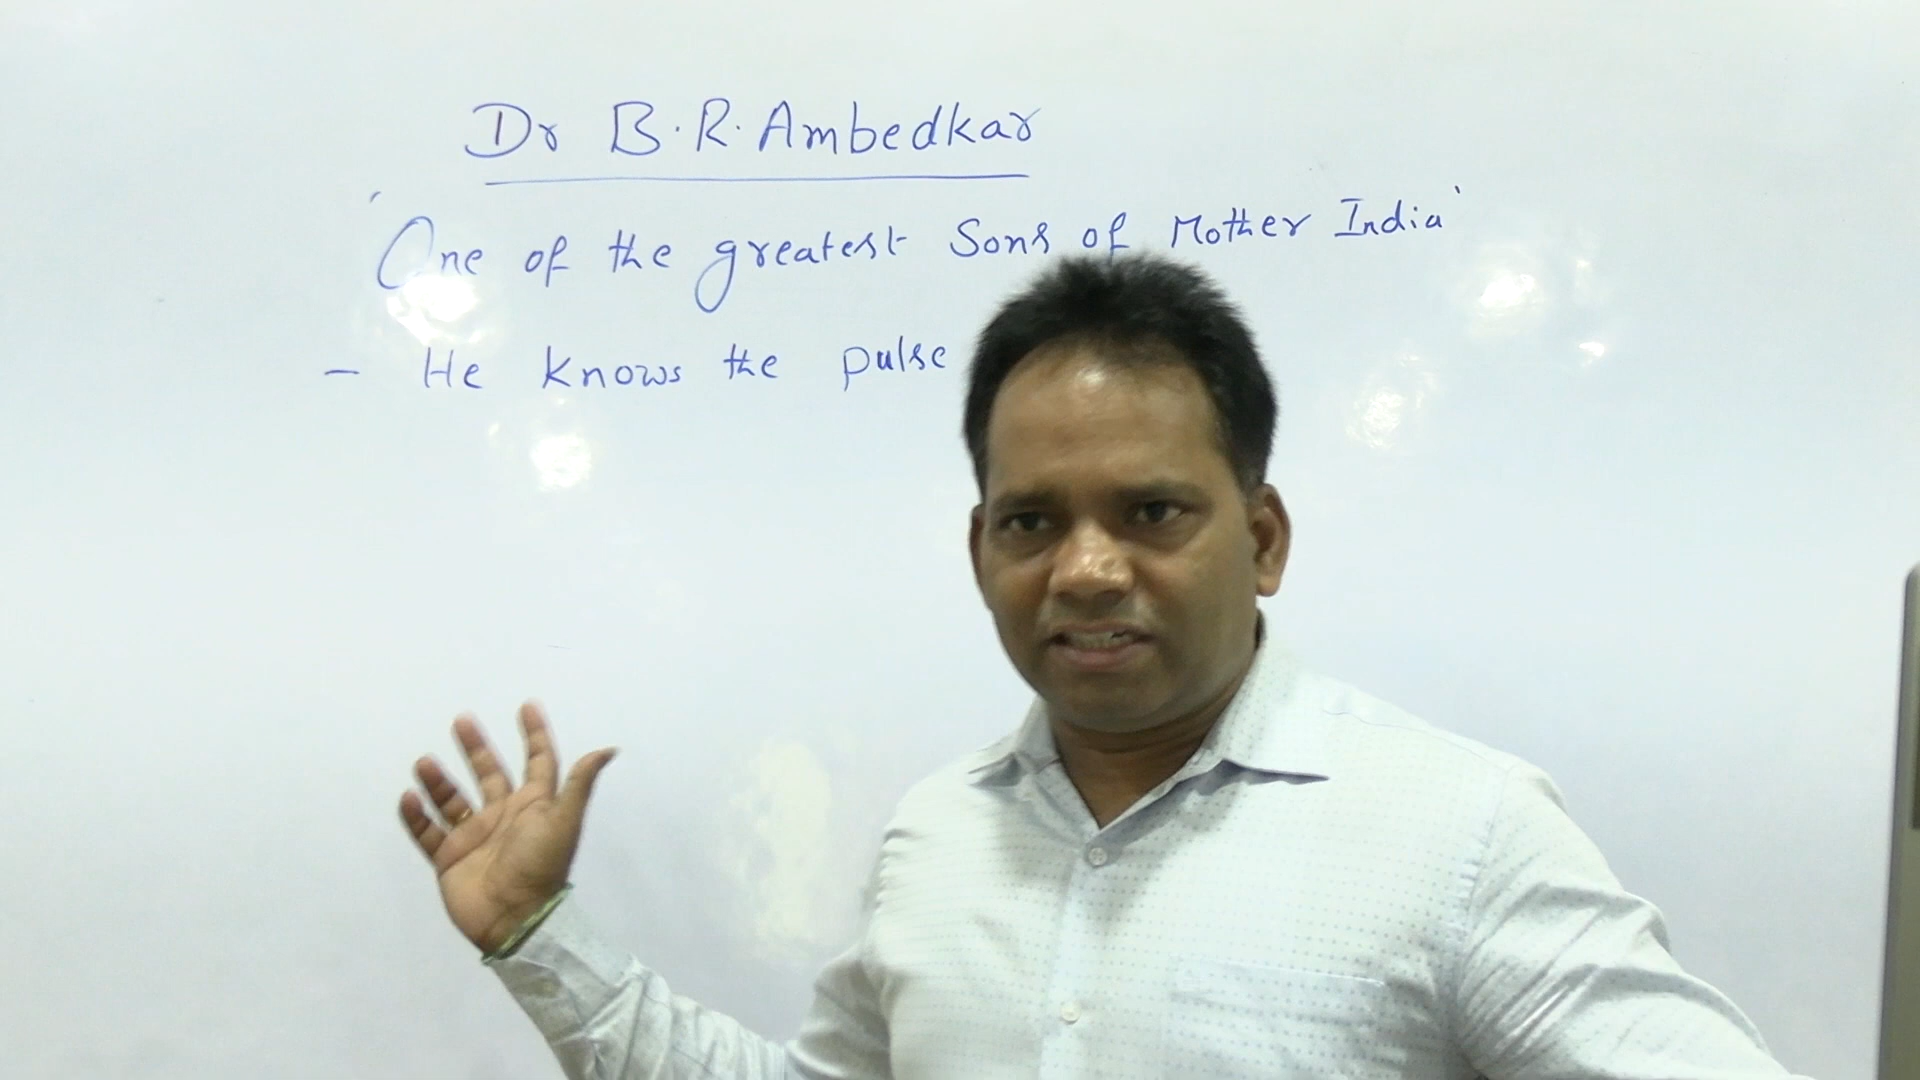 Dr B.R. Ambedkar
'One of the greatest Sons of Mother India'
- He knows the pulse